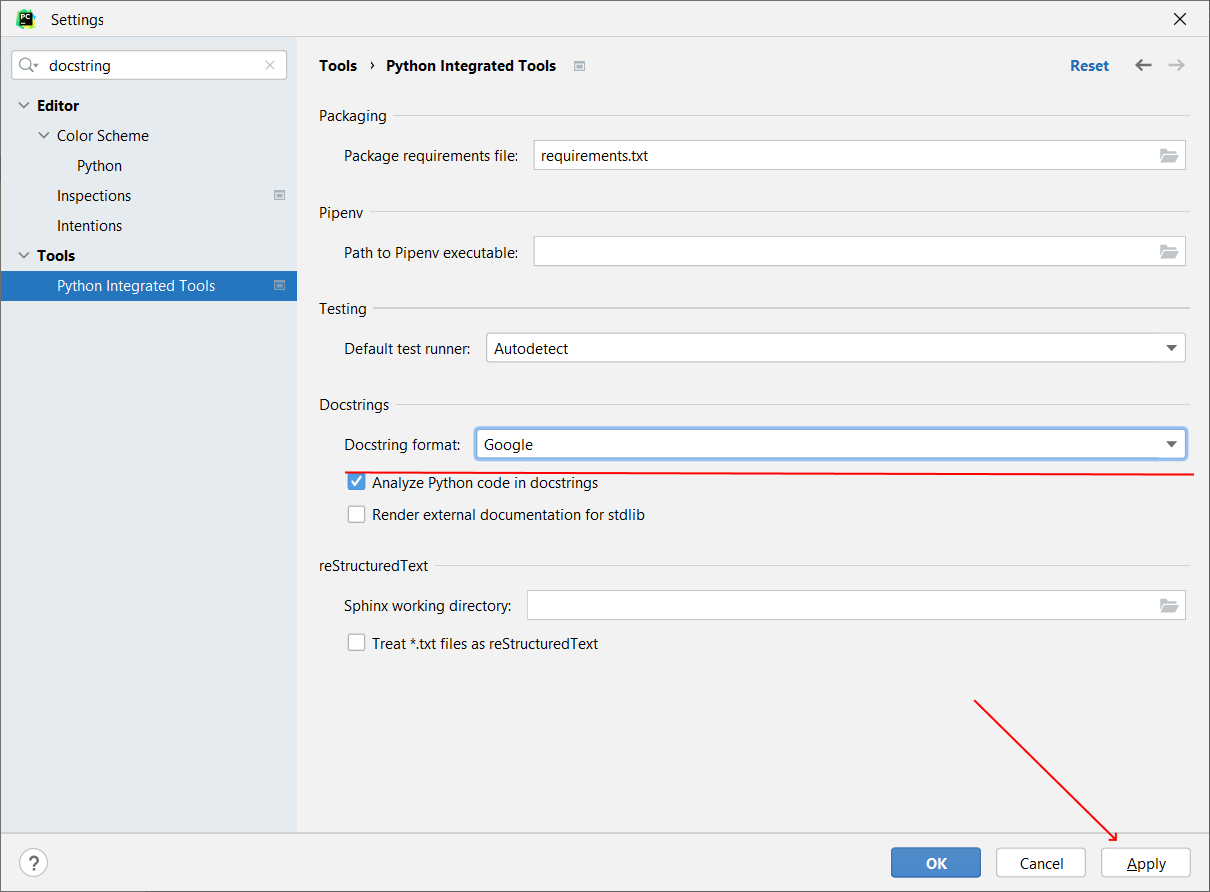 PC
Settings
docstring
Editor
Color Scheme
Python
Inspections
Intentions
Tools
Python Integrated Tools
Tools › Python Integrated Tools
Reset
Packaging
Package requirements file: requirements.txt
Pipenv
Path to Pipenv executable:
Testing
Default test runner: Autodetect
Docstrings
Docstring format: Google
Analyze Python code in docstrings
Render external documentation for stdlib
reStructuredText
Sphinx working directory:
Treat *.txt files as reStructuredText
? OK Cancel Apply